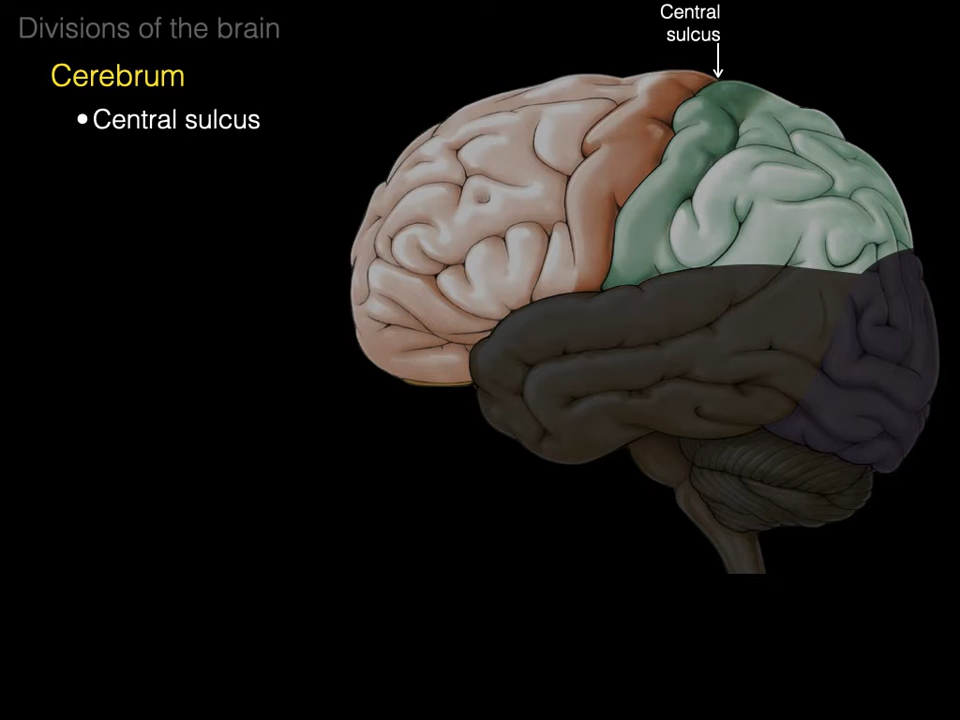 Divisions of the brain
Cerebrum
•Central sulcus
Central
sulcus